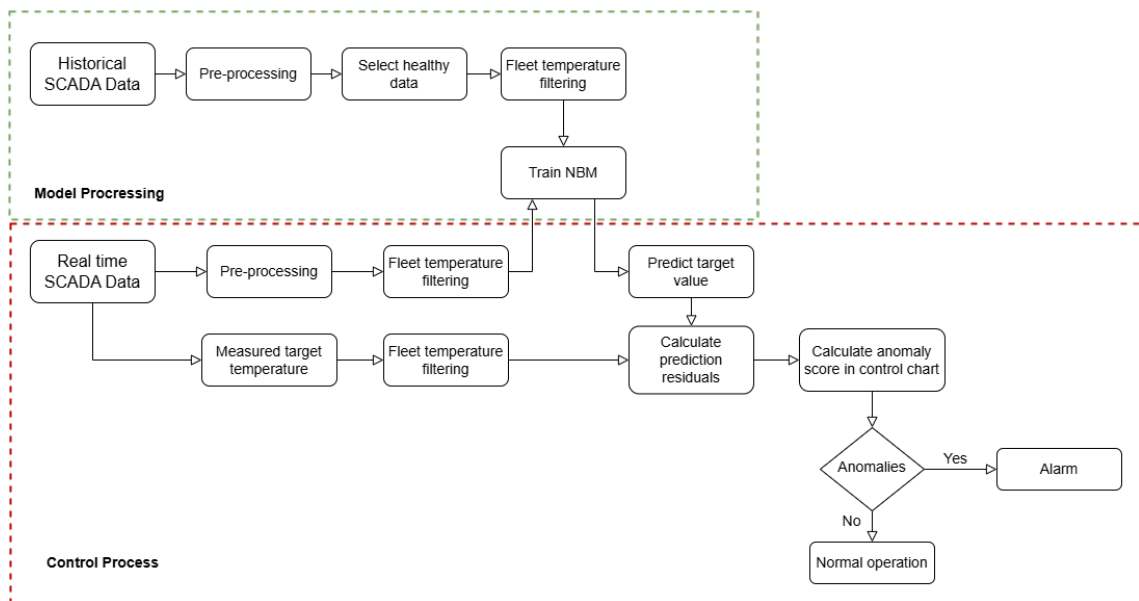 Historical
SCADA Data
Pre-processing
Select healthy
data
Fleet temperature
filtering
Train NBM
Model Procressing
Real time
SCADA Data
Pre-processing
Fleet temperature
filtering
Predict target
value
Measured target
temperature
Fleet temperature
filtering
Calculate
prediction
residuals
Calculate anomaly
score in control chart
Anomalies
Yes
Alarm
No
Normal operation
Control Process